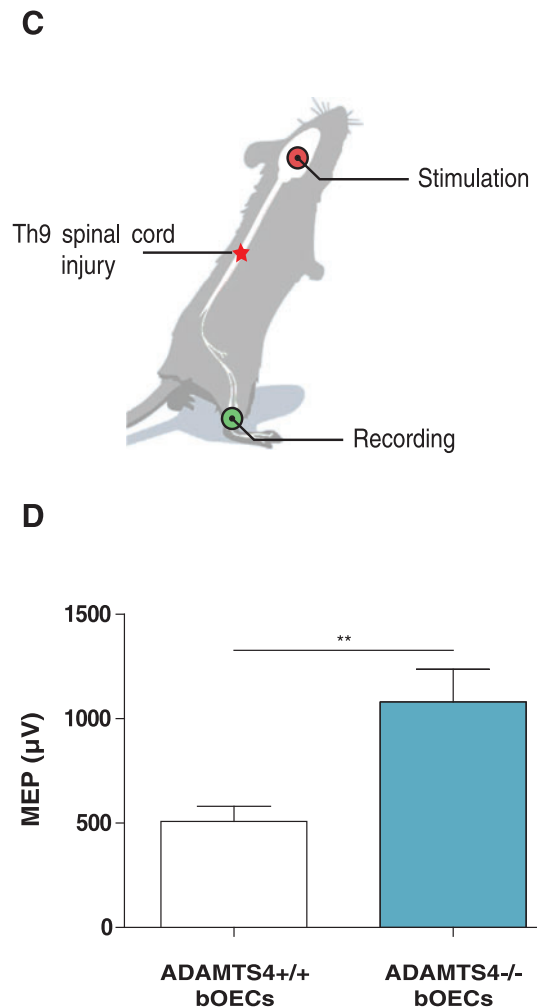 C
Stimulation
Th9 spinal cord
injury
Recording
D
1500
**
1000
500
0
MEP (µV)
ADAMTS4+/+
bOECs
ADAMTS4-/-
bOECs